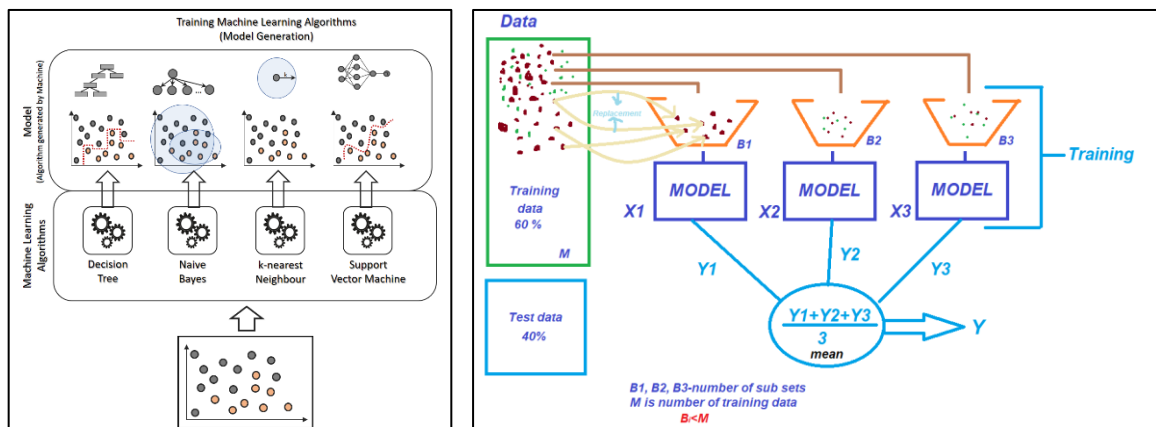 Training Machine Learning Algorithms
(Model Generation)
Model
(Algorithm generated by Machine)
k
...
Machine Learning
Algorithms
Decision
Tree
Naive
Bayes
k-nearest
Neighbour
Support
Vector Machine
Data
Replacement
B1
B2
B3
Training
Training
data
60 %
M
MODEL
MODEL
MODEL
X1
X2
X3
Y1
Y2
Y3
Test data
40%
Y1+Y2+Y3
3
mean
Y
B1, B2, B3-number of sub sets
M is number of training data
Bᵢ<M